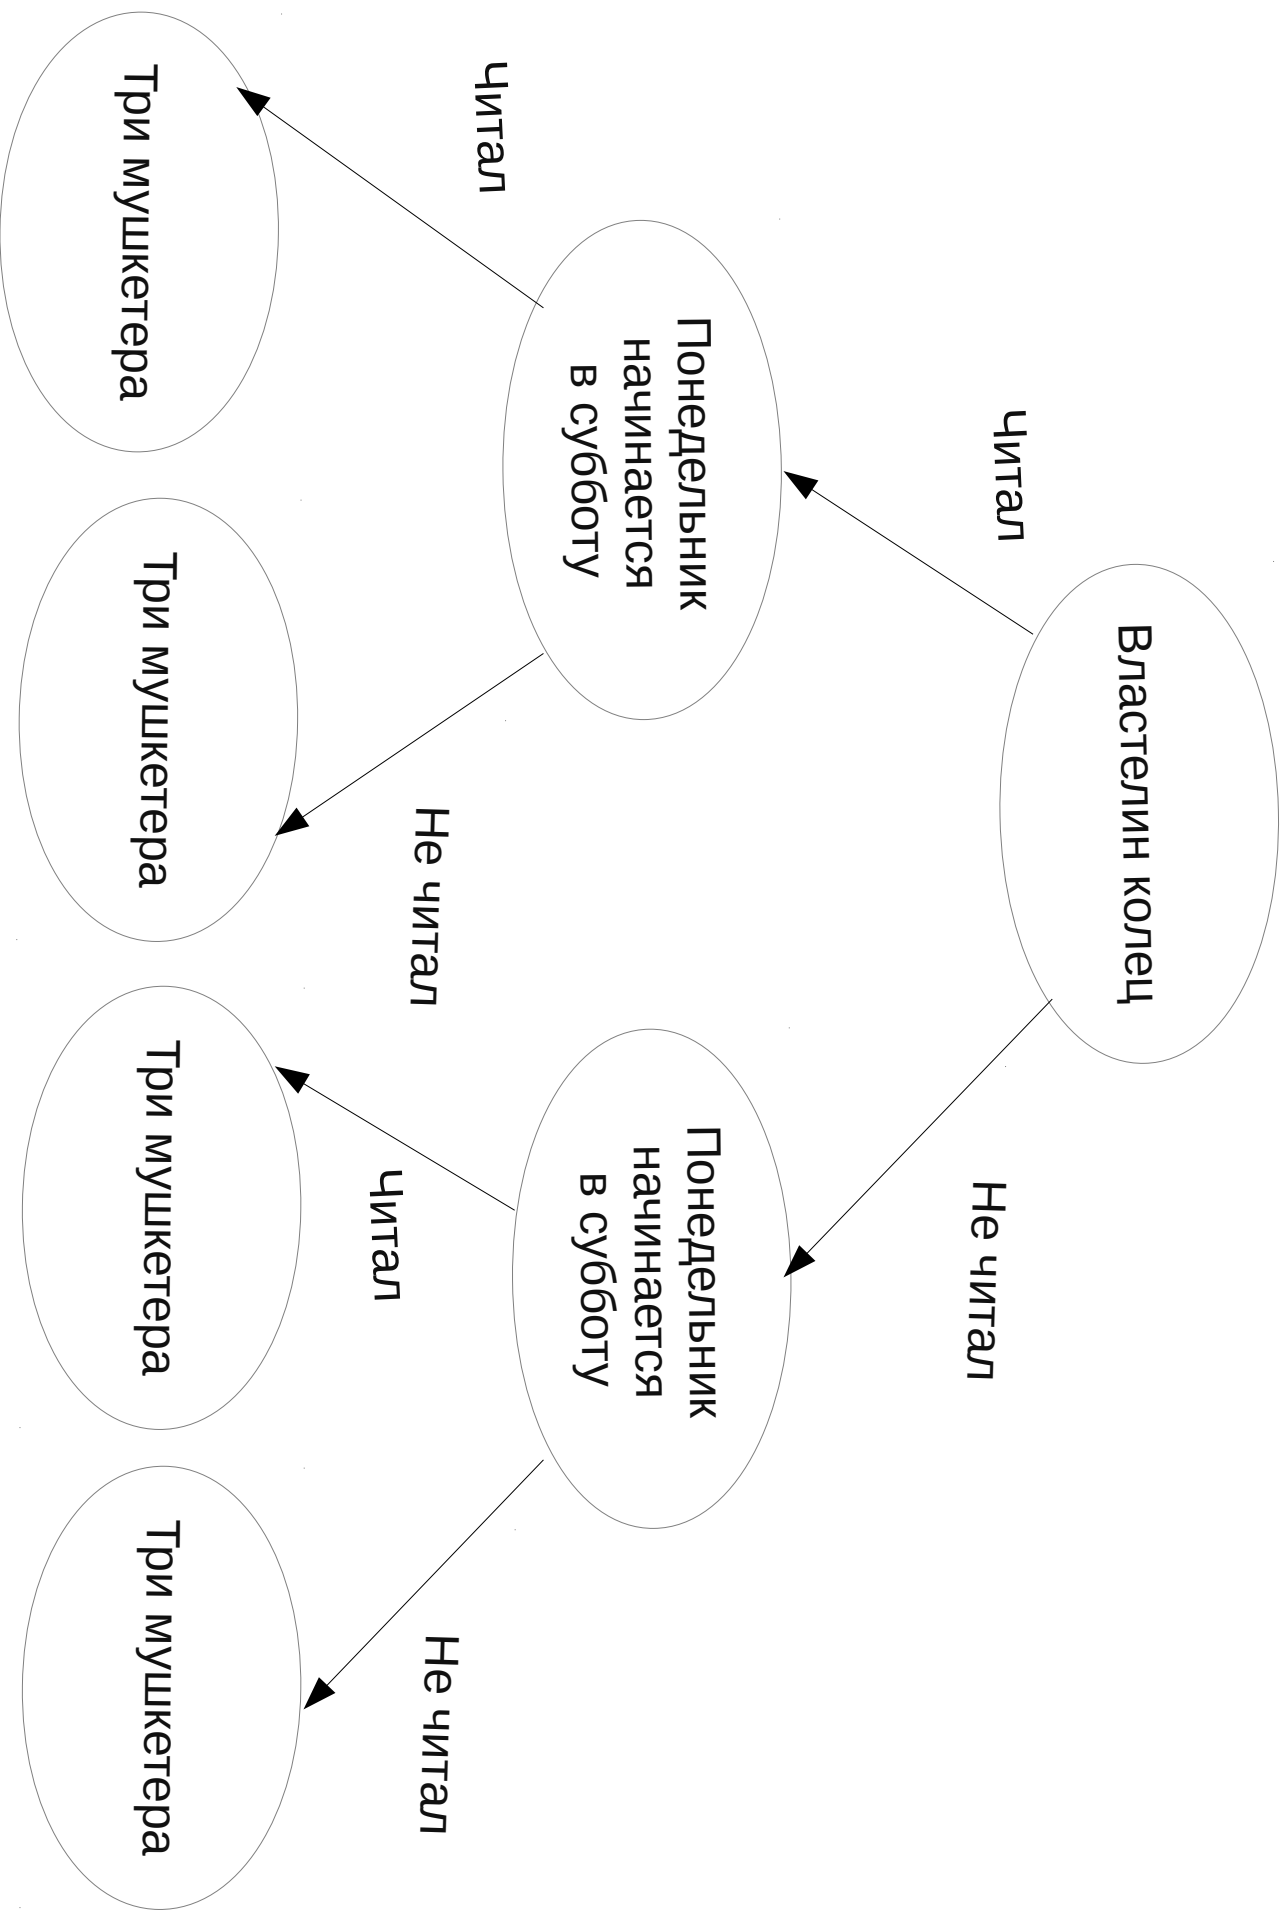 Властелин колец
Читал
Не читал
Понедельник
начинается
в субботу
Понедельник
начинается
в субботу
Читал
Не читал
Читал
Не читал
Три мушкетера
Три мушкетера
Три мушкетера
Три мушкетера